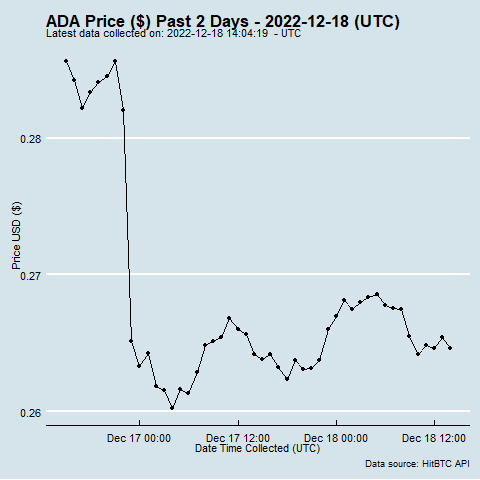 ADA Price ($) Past 2 Days - 2022-12-18 (UTC)
Latest data collected on: 2022-12-18 14:04:19  - UTC
0.28
0.27
0.26
Price USD ($)
Dec 17 00:00 Dec 17 12:00 Dec 18 00:00 Dec 18 12:00
Date Time Collected (UTC)
Data source: HitBTC API